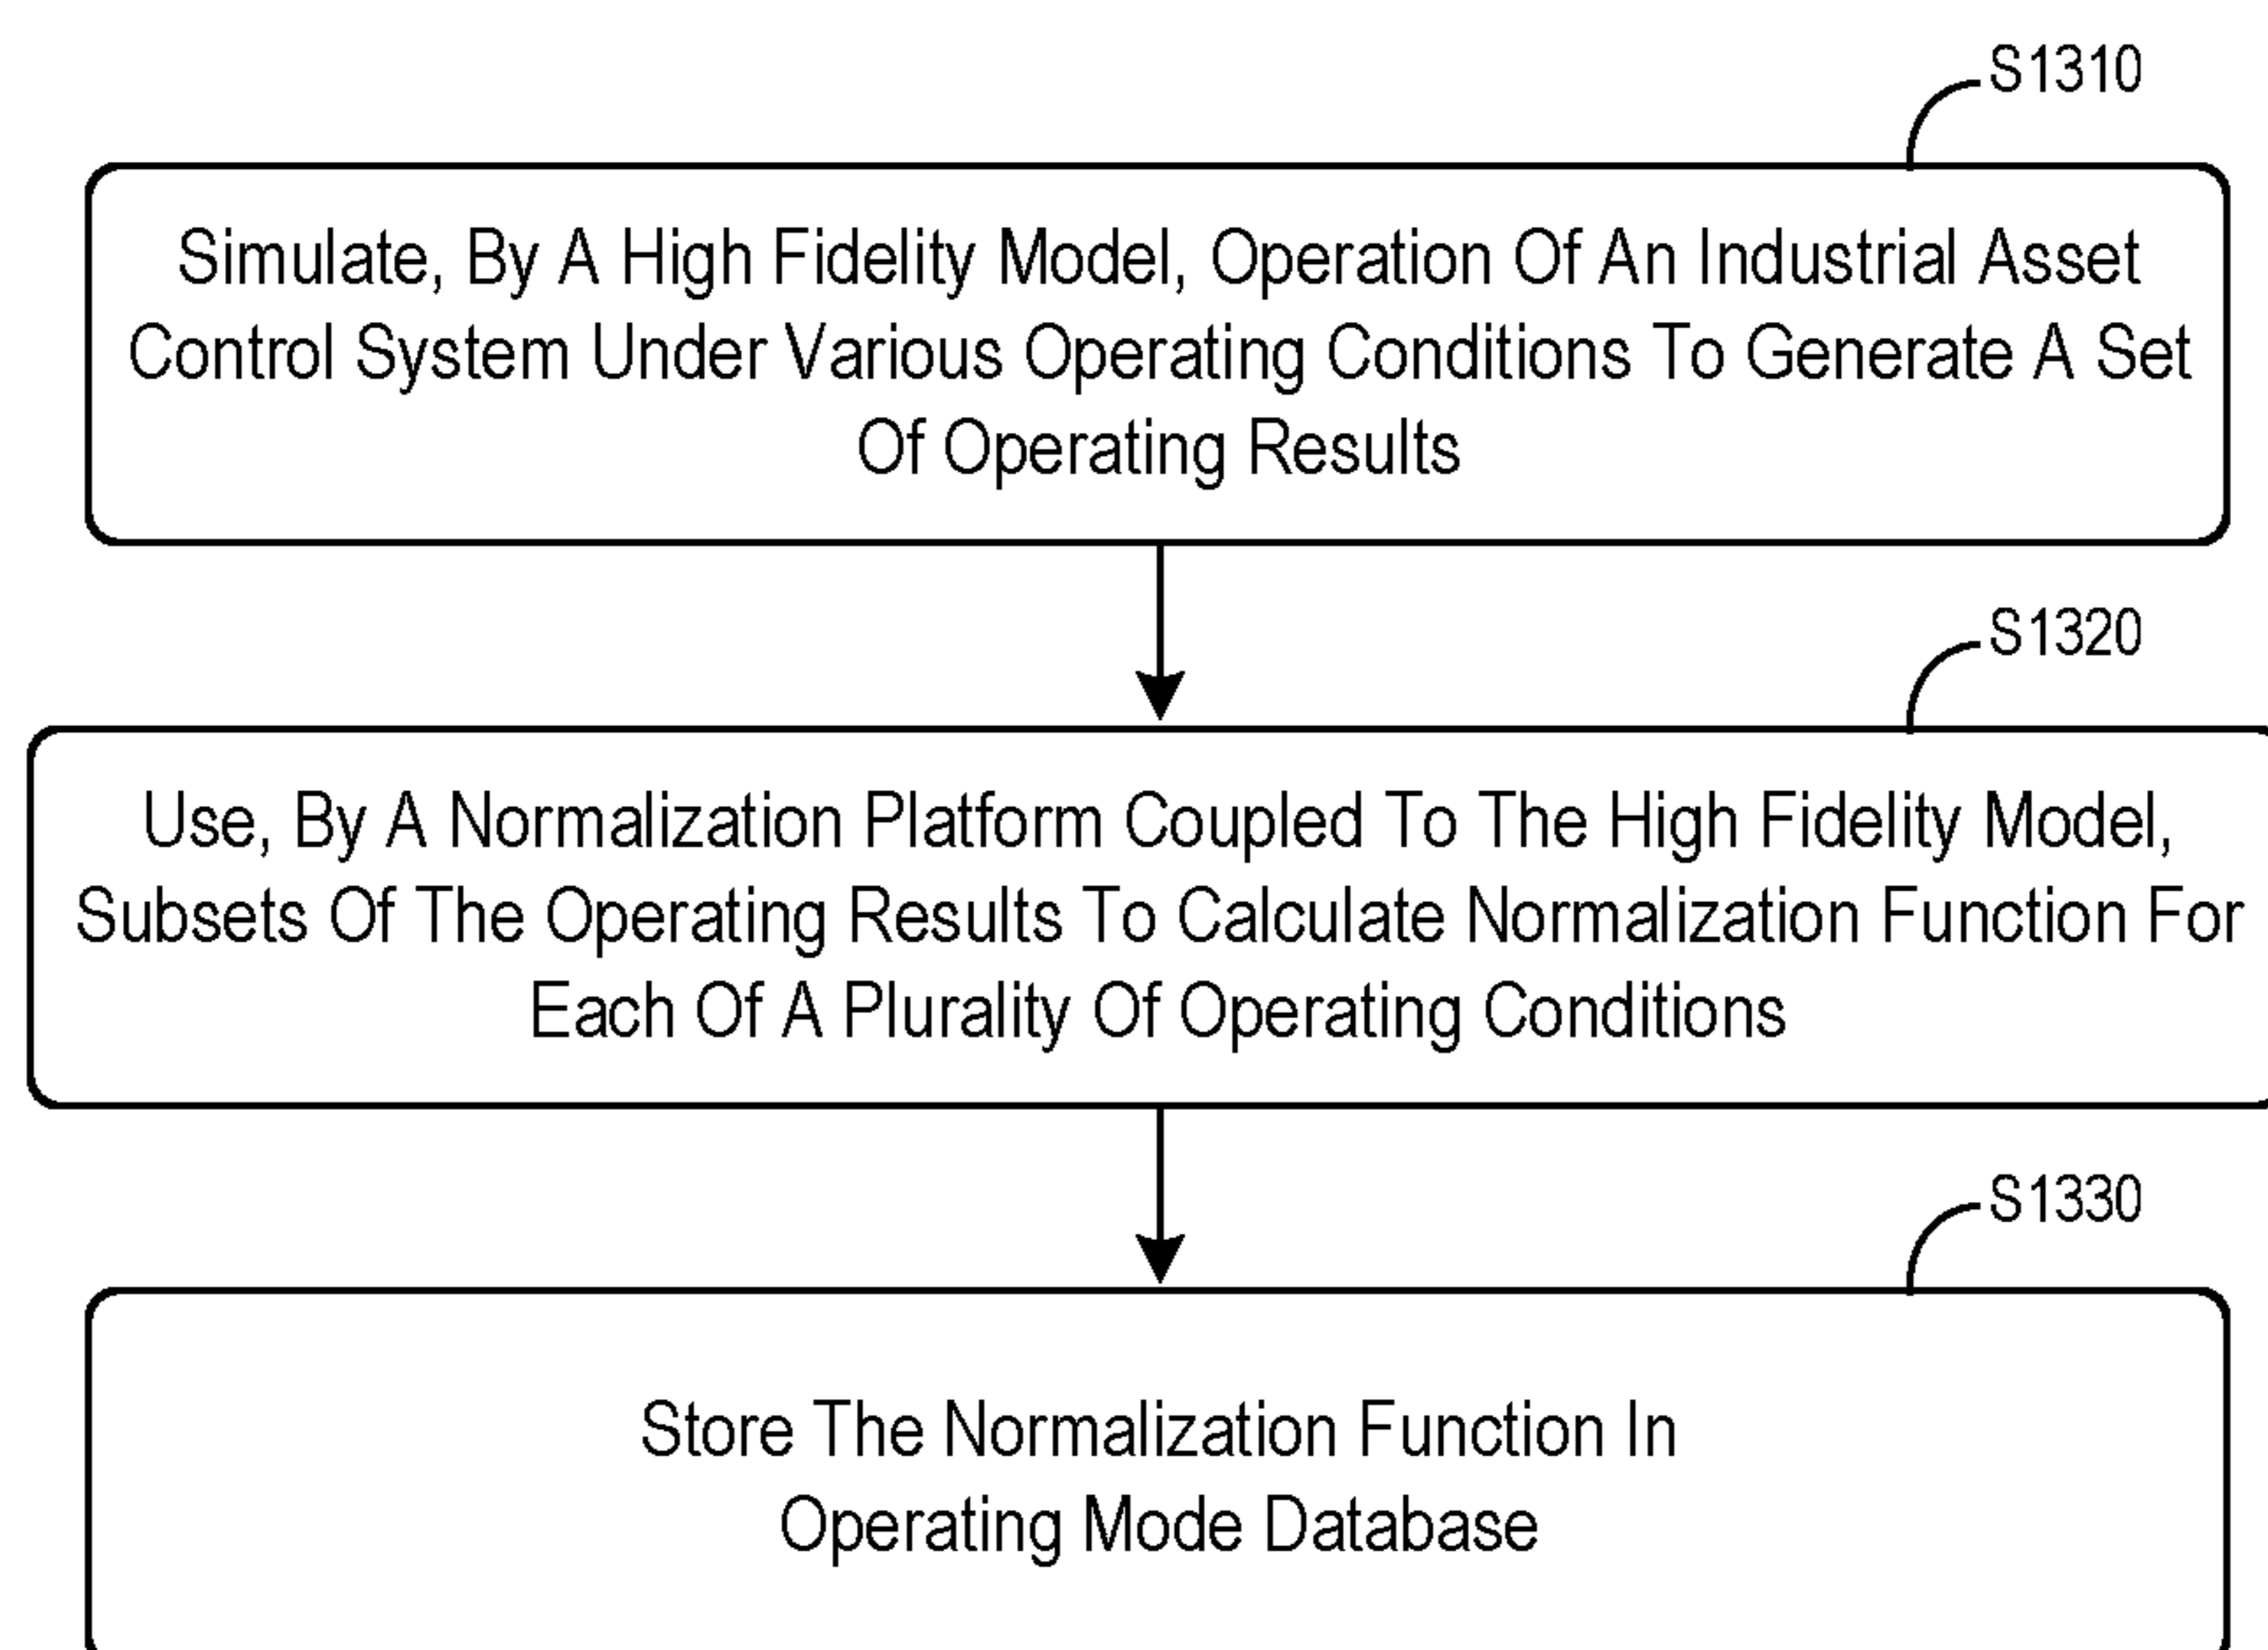 S1310
Simulate, By A High Fidelity Model, Operation Of An Industrial Asset
Control System Under Various Operating Conditions To Generate A Set
Of Operating Results
S1320
Use, By A Normalization Platform Coupled To The High Fidelity Model,
Subsets Of The Operating Results To Calculate Normalization Function For
Each Of A Plurality Of Operating Conditions
S1330
Store The Normalization Function In
Operating Mode Database